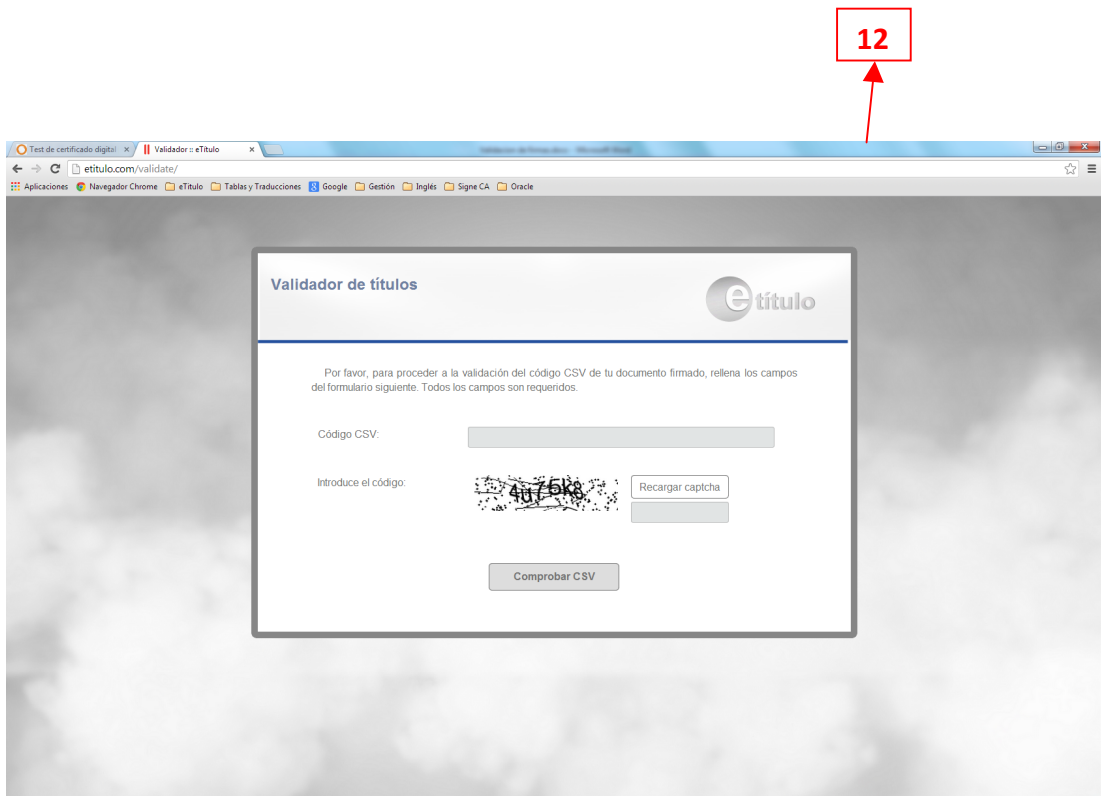 12
Test de certificado digital
Validador :: eTítulo
etitulo.com/validate/
Aplicaciones Navegador Chrome eTitulo Tablas y Traducciones Google Gestión Inglés Signe CA Oracle
Validador de títulos
e título
Por favor, para proceder a la validación del código CSV de tu documento firmado, rellena los campos
del formulario siguiente. Todos los campos son requeridos.
Código CSV:
Introduce el código:
4u75k8
Recargar captcha
Comprobar CSV